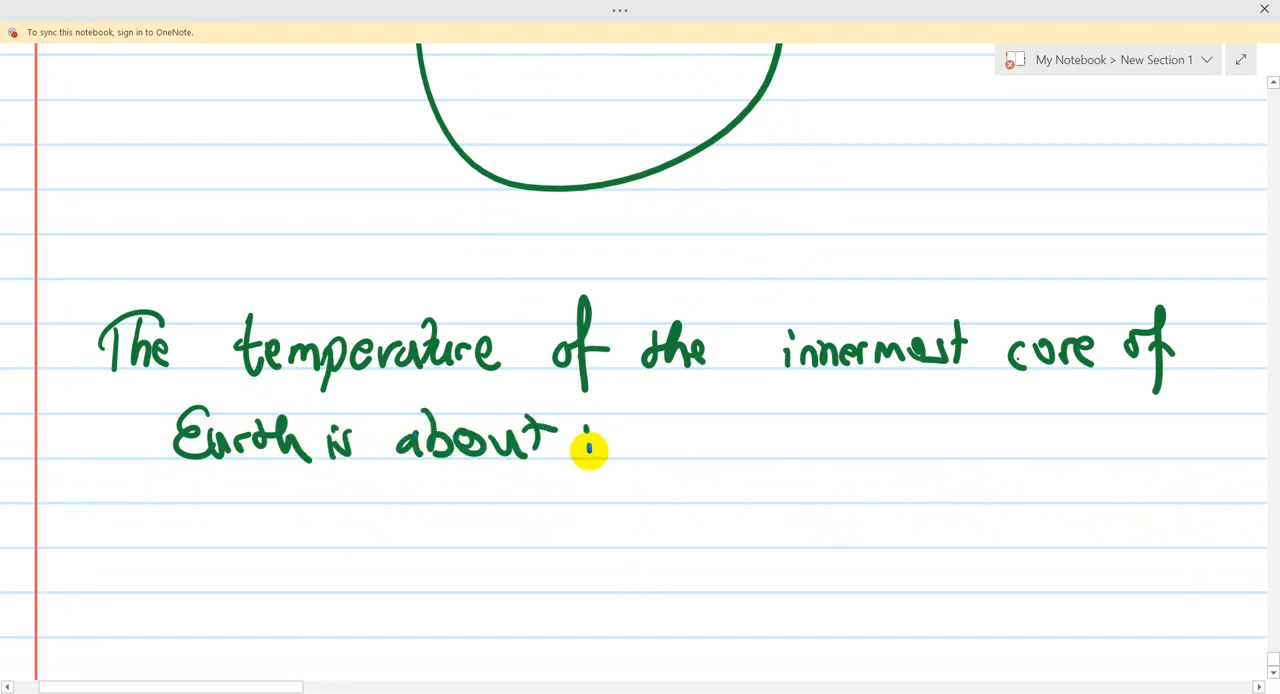 To sync this notebook, sign in to OneNote.
My Notebook > New Section 1
The temperature of the innermost core of
Earth is about